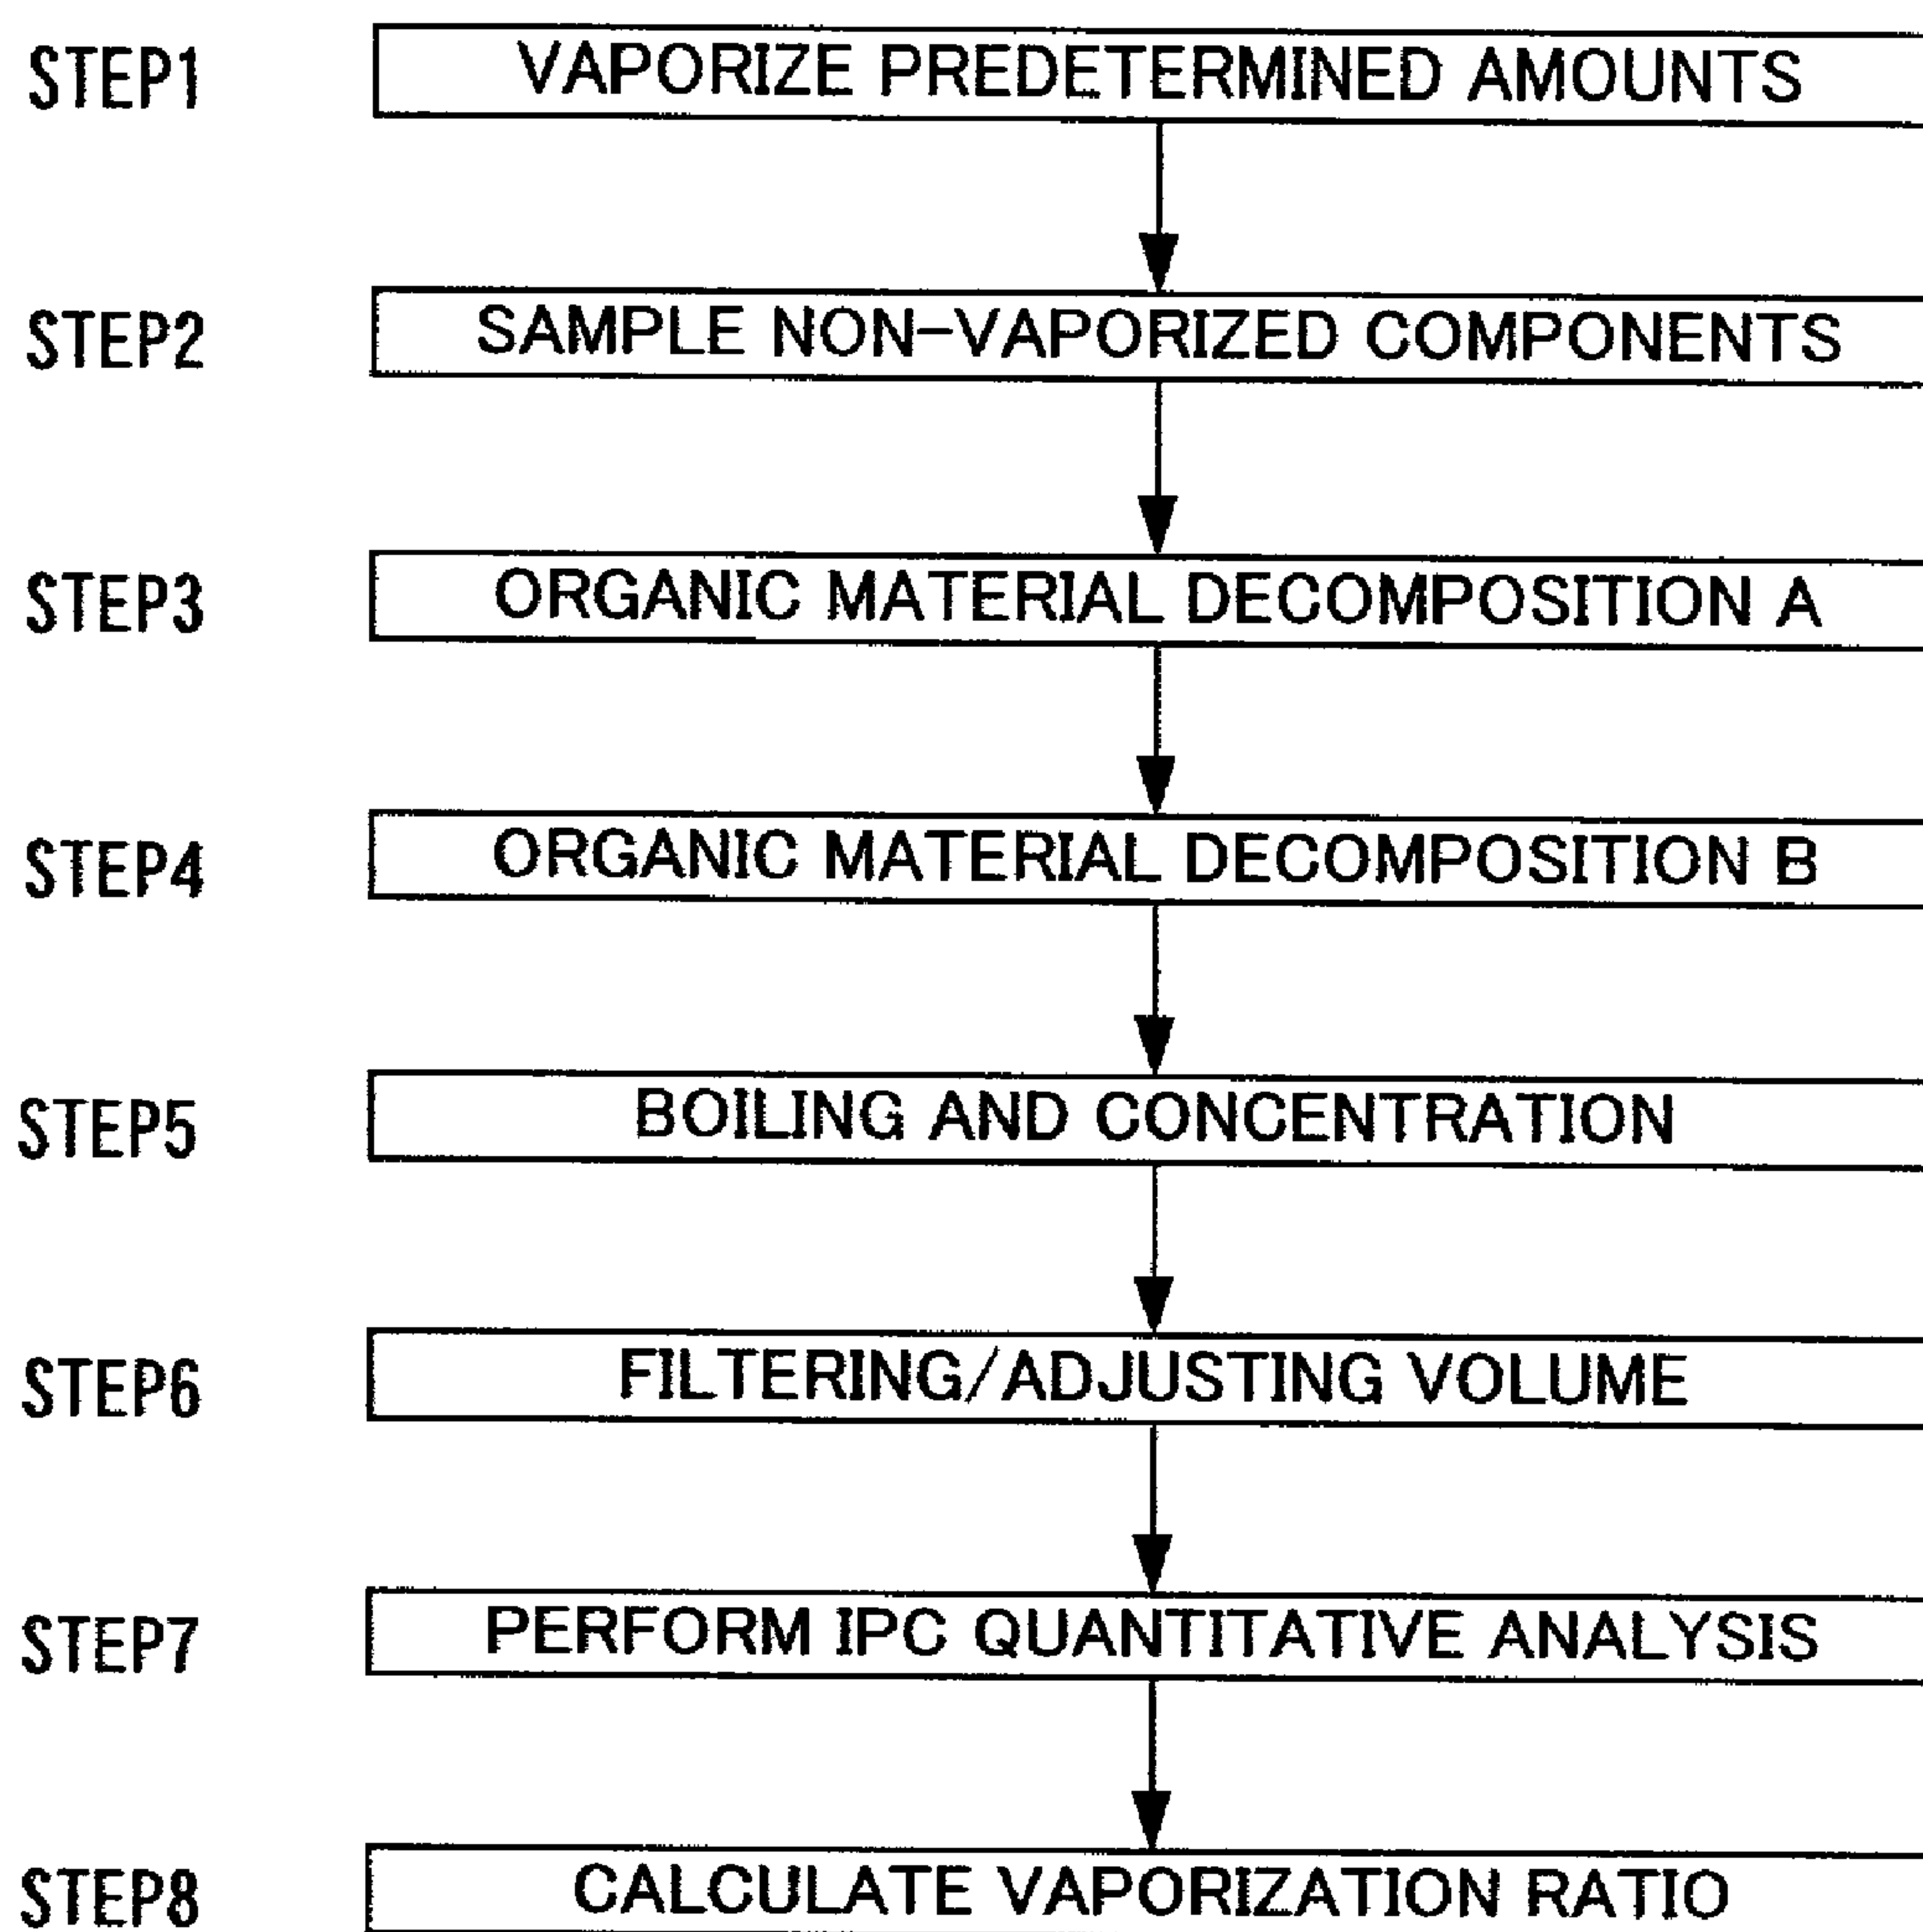 STEP1 VAPORIZE PREDETERMINED AMOUNTS
STEP2 SAMPLE NON-VAPORIZED COMPONENTS
STEP3 ORGANIC MATERIAL DECOMPOSITION A
STEP4 ORGANIC MATERIAL DECOMPOSITION B
STEP5 BOILING AND CONCENTRATION
STEP6 FILTERING/ADJUSTING VOLUME
STEP7 PERFORM IPC QUANTITATIVE ANALYSIS
STEP8 CALCULATE VAPORIZATION RATIO